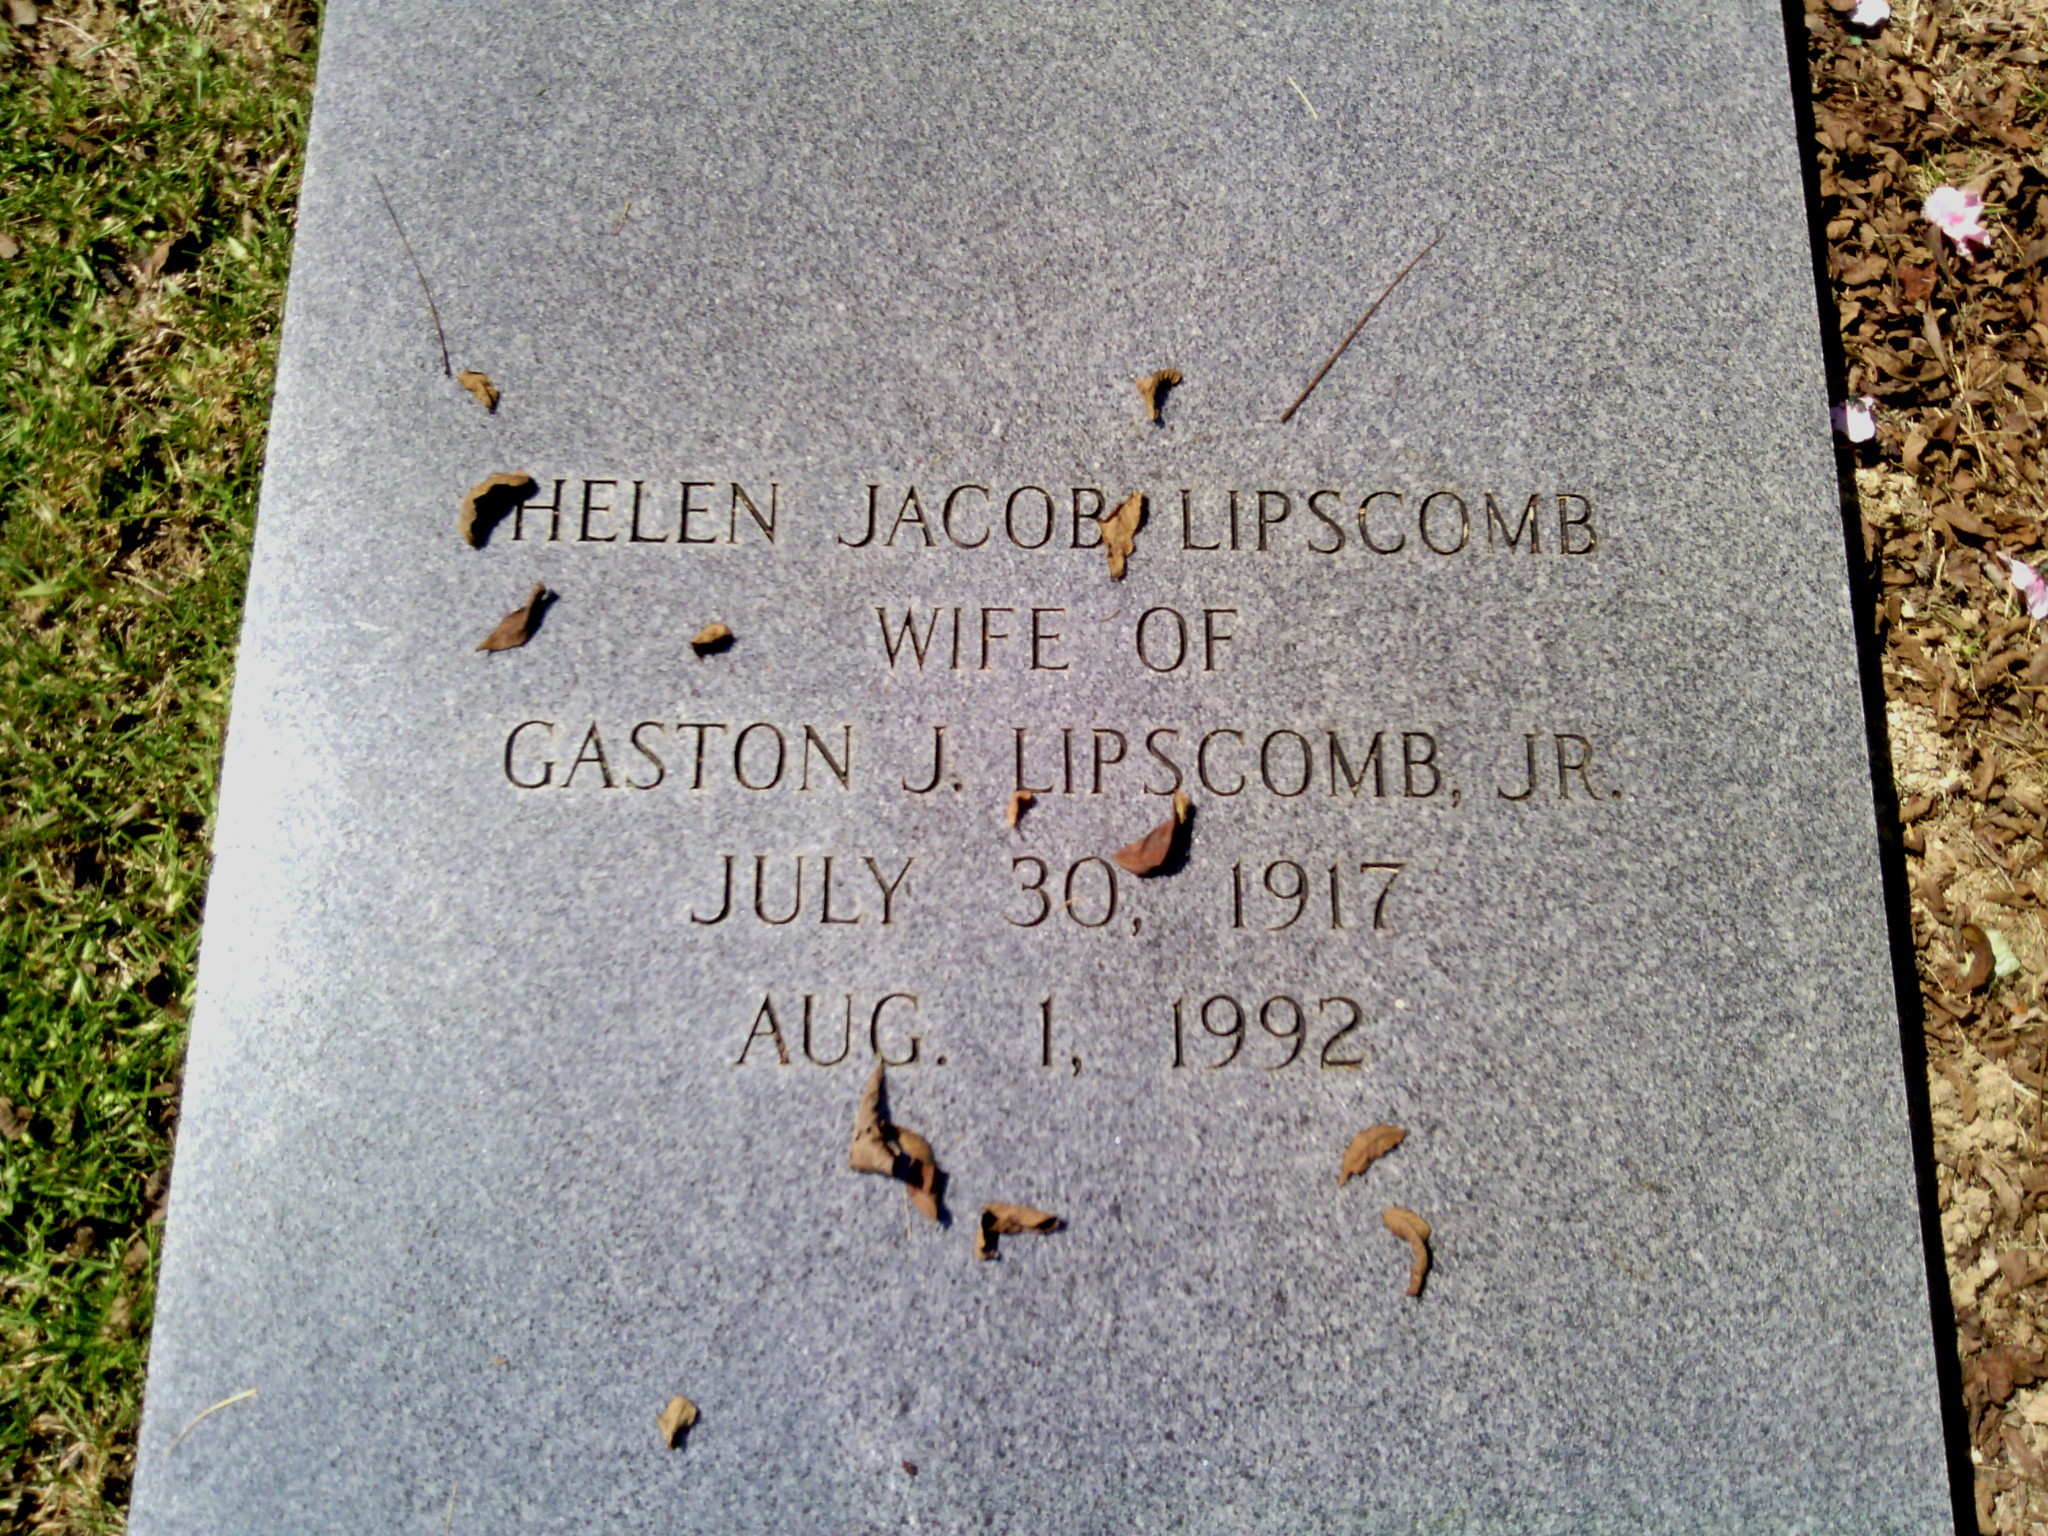 HELEN JACOB LIPSCOMB
WIFE OF
GASTON J. LIPSCOMB, JR.
JULY 30, 1917
AUG. 1, 1992